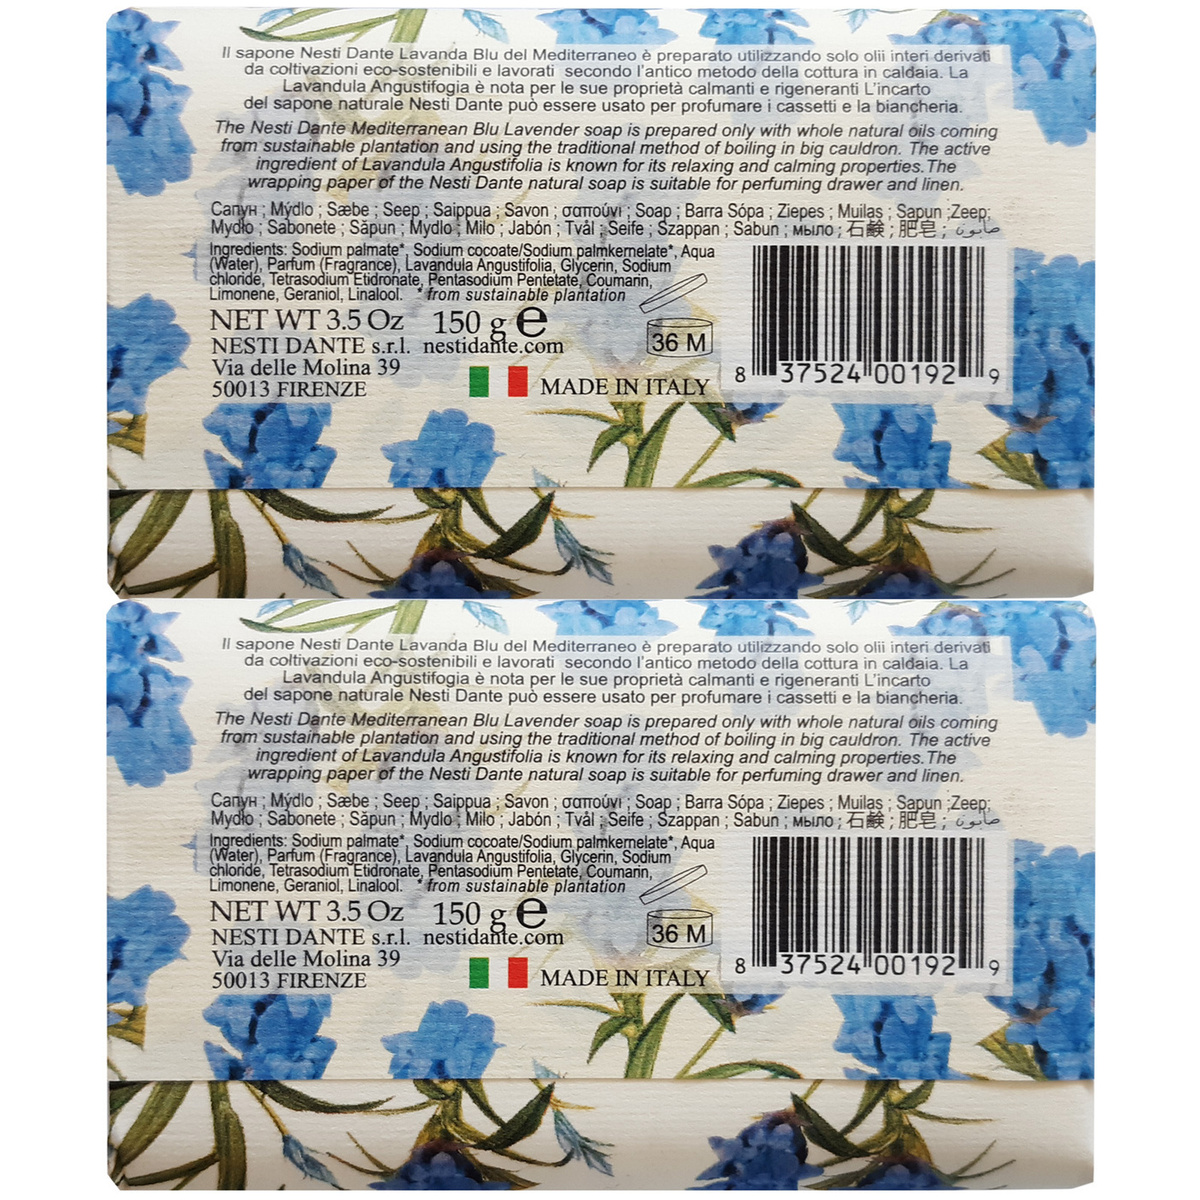 Il sapone Nesti Dante Lavanda Blu del Mediterraneo è preparato utilizzando solo olii interi derivati
da coltivazioni eco-sostenibili e lavorati secondo l'antico metodo della cottura in caldaia. La
Lavandula Angustifogia è nota per le sue proprietà calmanti e rigeneranti L'incarto
del sapone naturale Nesti Dante può essere usato per profumare i cassetti e la biancheria.
The Nesti Dante Mediterranean Blu Lavender soap is prepared only with whole natural oils coming
from sustainable plantation and using the traditional method of boiling in big cauldron. The active
ingredient of Lavandula Angustifolia is known for its relaxing and calming properties.The
wrapping paper of the Nesti Dante natural soap is suitable for perfuming drawer and linen.
Сапун ; Mýdlo ; Sæbe ; Seep ; Saippua ; Savon ; σαπούνι ; Soap ; Barra Sópa ; Ziepes ; Muilas ; Sapun ;Zeep;
Mydło ; Sabonete ; Săpun ; Mydlo ; Milo ; Jabón ; Tvål ; Seife ; Szappan ; Sabun ; мыло ; 石鹸 ; 肥皂 ; صابون
Ingredients: Sodium palmate*, Sodium cocoate/Sodium palmkernelate*, Aqua
(Water), Parfum (Fragrance), Lavandula Angustifolia, Glycerin, Sodium
chloride, Tetrasodium Etidronate, Pentasodium Pentetate, Coumarin,
Limonene, Geraniol, Linalool. * from sustainable plantation
NET WT 3.5 Oz 150 g e
NESTI DANTE s.r.l. nestidante.com
36 M
Via delle Molina 39
50013 FIRENZE
MADE IN ITALY
8 37524 00192 9
Il sapone Nesti Dante Lavanda Blu del Mediterraneo è preparato utilizzando solo olii interi derivati
da coltivazioni eco-sostenibili e lavorati secondo l'antico metodo della cottura in caldaia. La
Lavandula Angustifogia è nota per le sue proprietà calmanti e rigeneranti L'incarto
del sapone naturale Nesti Dante può essere usato per profumare i cassetti e la biancheria.
The Nesti Dante Mediterranean Blu Lavender soap is prepared only with whole natural oils coming
from sustainable plantation and using the traditional method of boiling in big cauldron. The active
ingredient of Lavandula Angustifolia is known for its relaxing and calming properties.The
wrapping paper of the Nesti Dante natural soap is suitable for perfuming drawer and linen.
Сапун ; Mýdlo ; Sæbe ; Seep ; Saippua ; Savon ; σαπούνι ; Soap ; Barra Sópa ; Ziepes ; Muilas ; Sapun ;Zeep;
Mydło ; Sabonete ; Săpun ; Mydlo ; Milo ; Jabón ; Tvål ; Seife ; Szappan ; Sabun ; мыло ; 石鹸 ; 肥皂 ; صابون
Ingredients: Sodium palmate*, Sodium cocoate/Sodium palmkernelate*, Aqua
(Water), Parfum (Fragrance), Lavandula Angustifolia, Glycerin, Sodium
chloride, Tetrasodium Etidronate, Pentasodium Pentetate, Coumarin,
Limonene, Geraniol, Linalool. * from sustainable plantation
NET WT 3.5 Oz 150 g e
NESTI DANTE s.r.l. nestidante.com
36 M
Via delle Molina 39
50013 FIRENZE
MADE IN ITALY
8 37524 00192 9